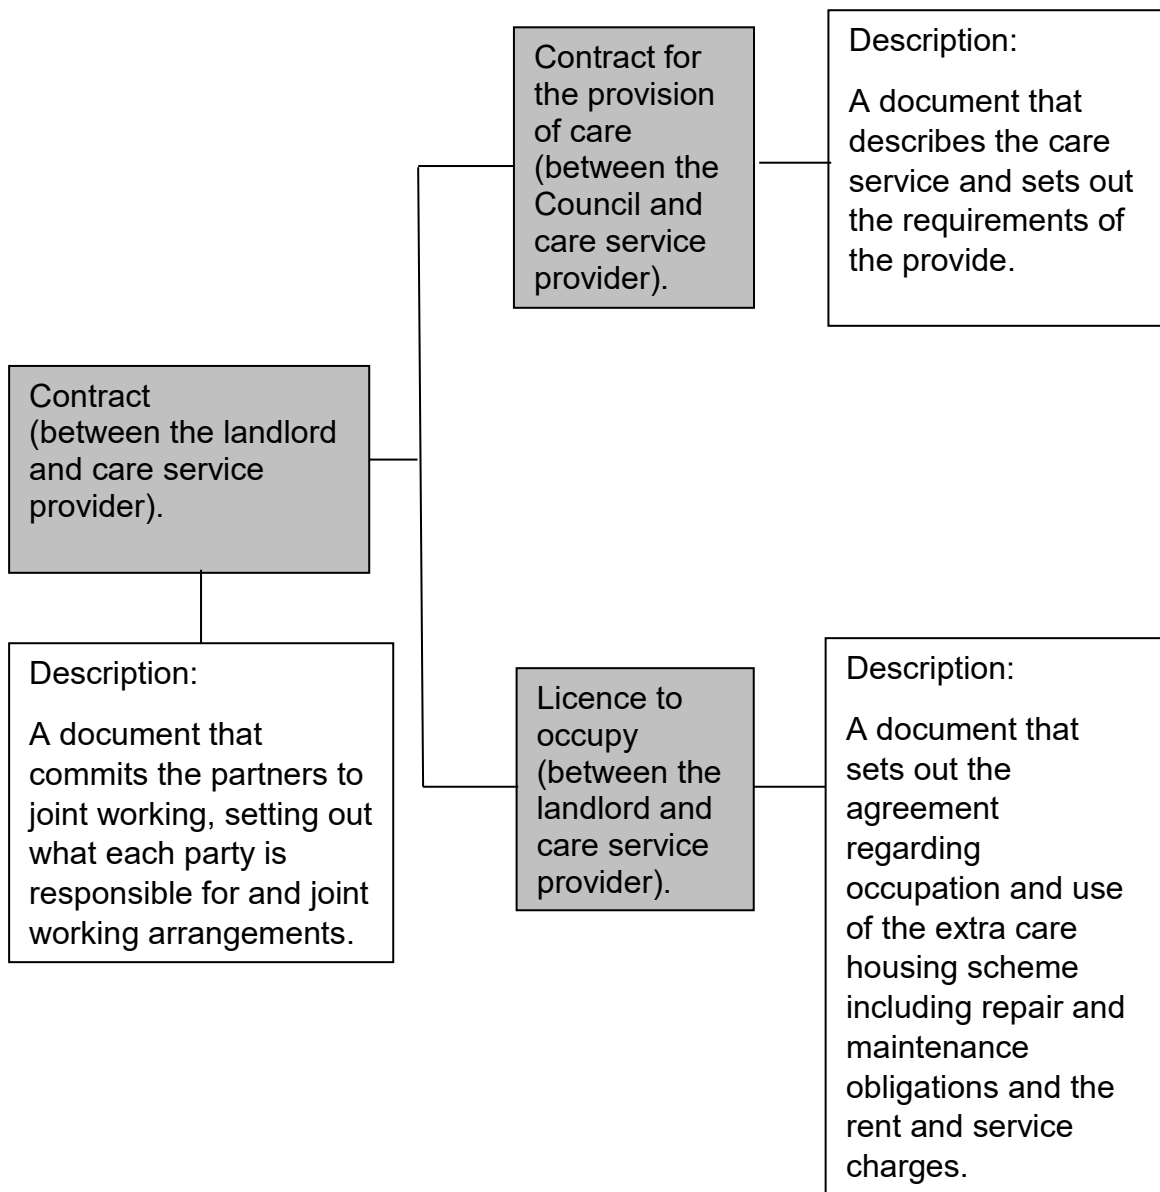 Contract for
the provision
of care
(between the
Council and
care service
provider).
Description:
A document that
describes the care
service and sets out
the requirements of
the provide.
Contract
(between the landlord
and care service
provider).
Description:
A document that
commits the partners to
joint working, setting out
what each party is
responsible for and joint
working arrangements.
Licence to
occupy
(between the
landlord and
care service
provider).
Description:
A document that
sets out the
agreement
regarding
occupation and use
of the extra care
housing scheme
including repair and
maintenance
obligations and the
rent and service
charges.